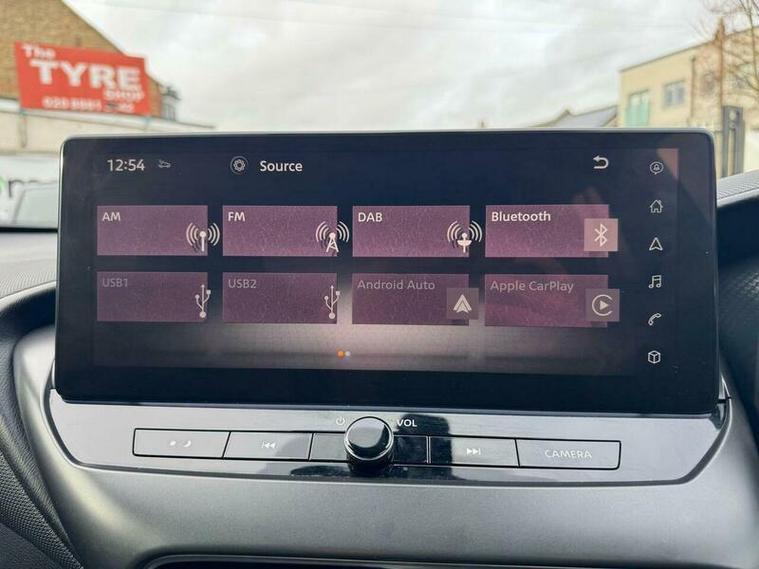 The
TYRE
SHOP
12:54
Source
AM
FM
DAB
Bluetooth
USB1
USB2
Android Auto
Apple CarPlay
VOL
CAMERA